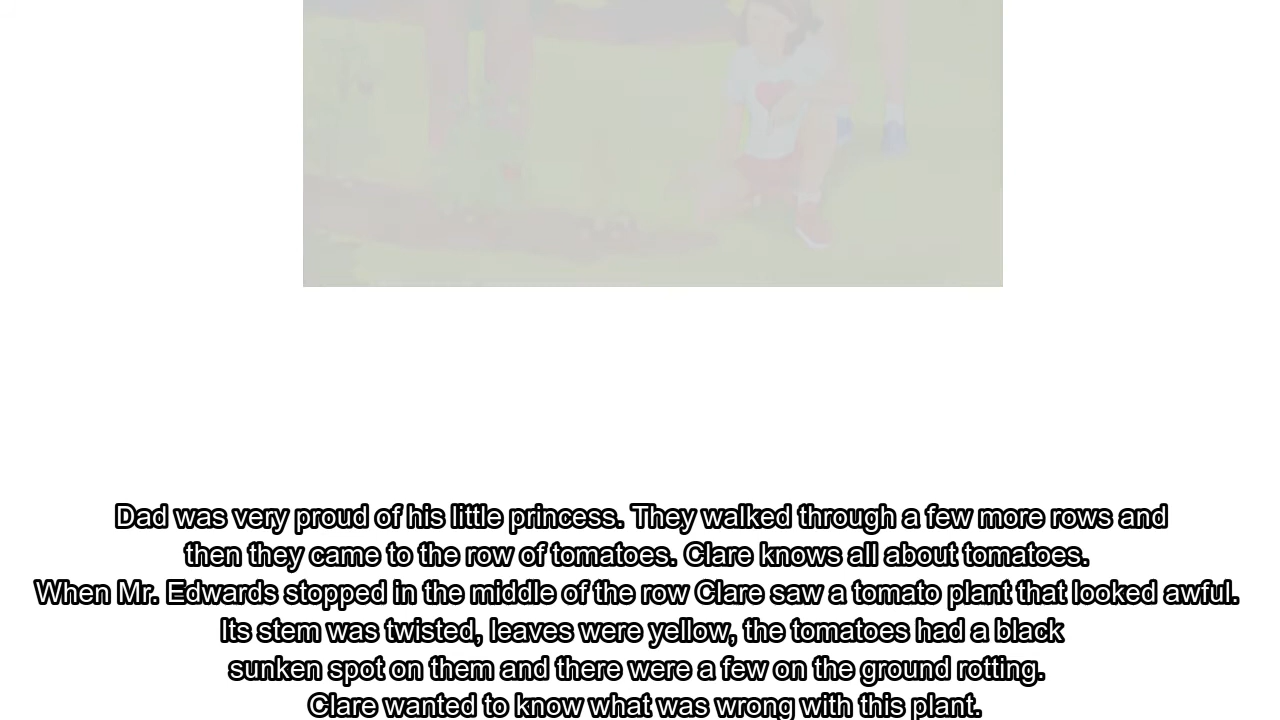 Dad was very proud of his little princess. They walked through a few more rows and
then they came to the row of tomatoes. Clare knows all about tomatoes.
When Mr. Edwards stopped in the middle of the row Clare saw a tomato plant that looked awful.
Its stem was twisted, leaves were yellow, the tomatoes had a black
sunken spot on them and there were a few on the ground rotting.
Clare wanted to know what was wrong with this plant.